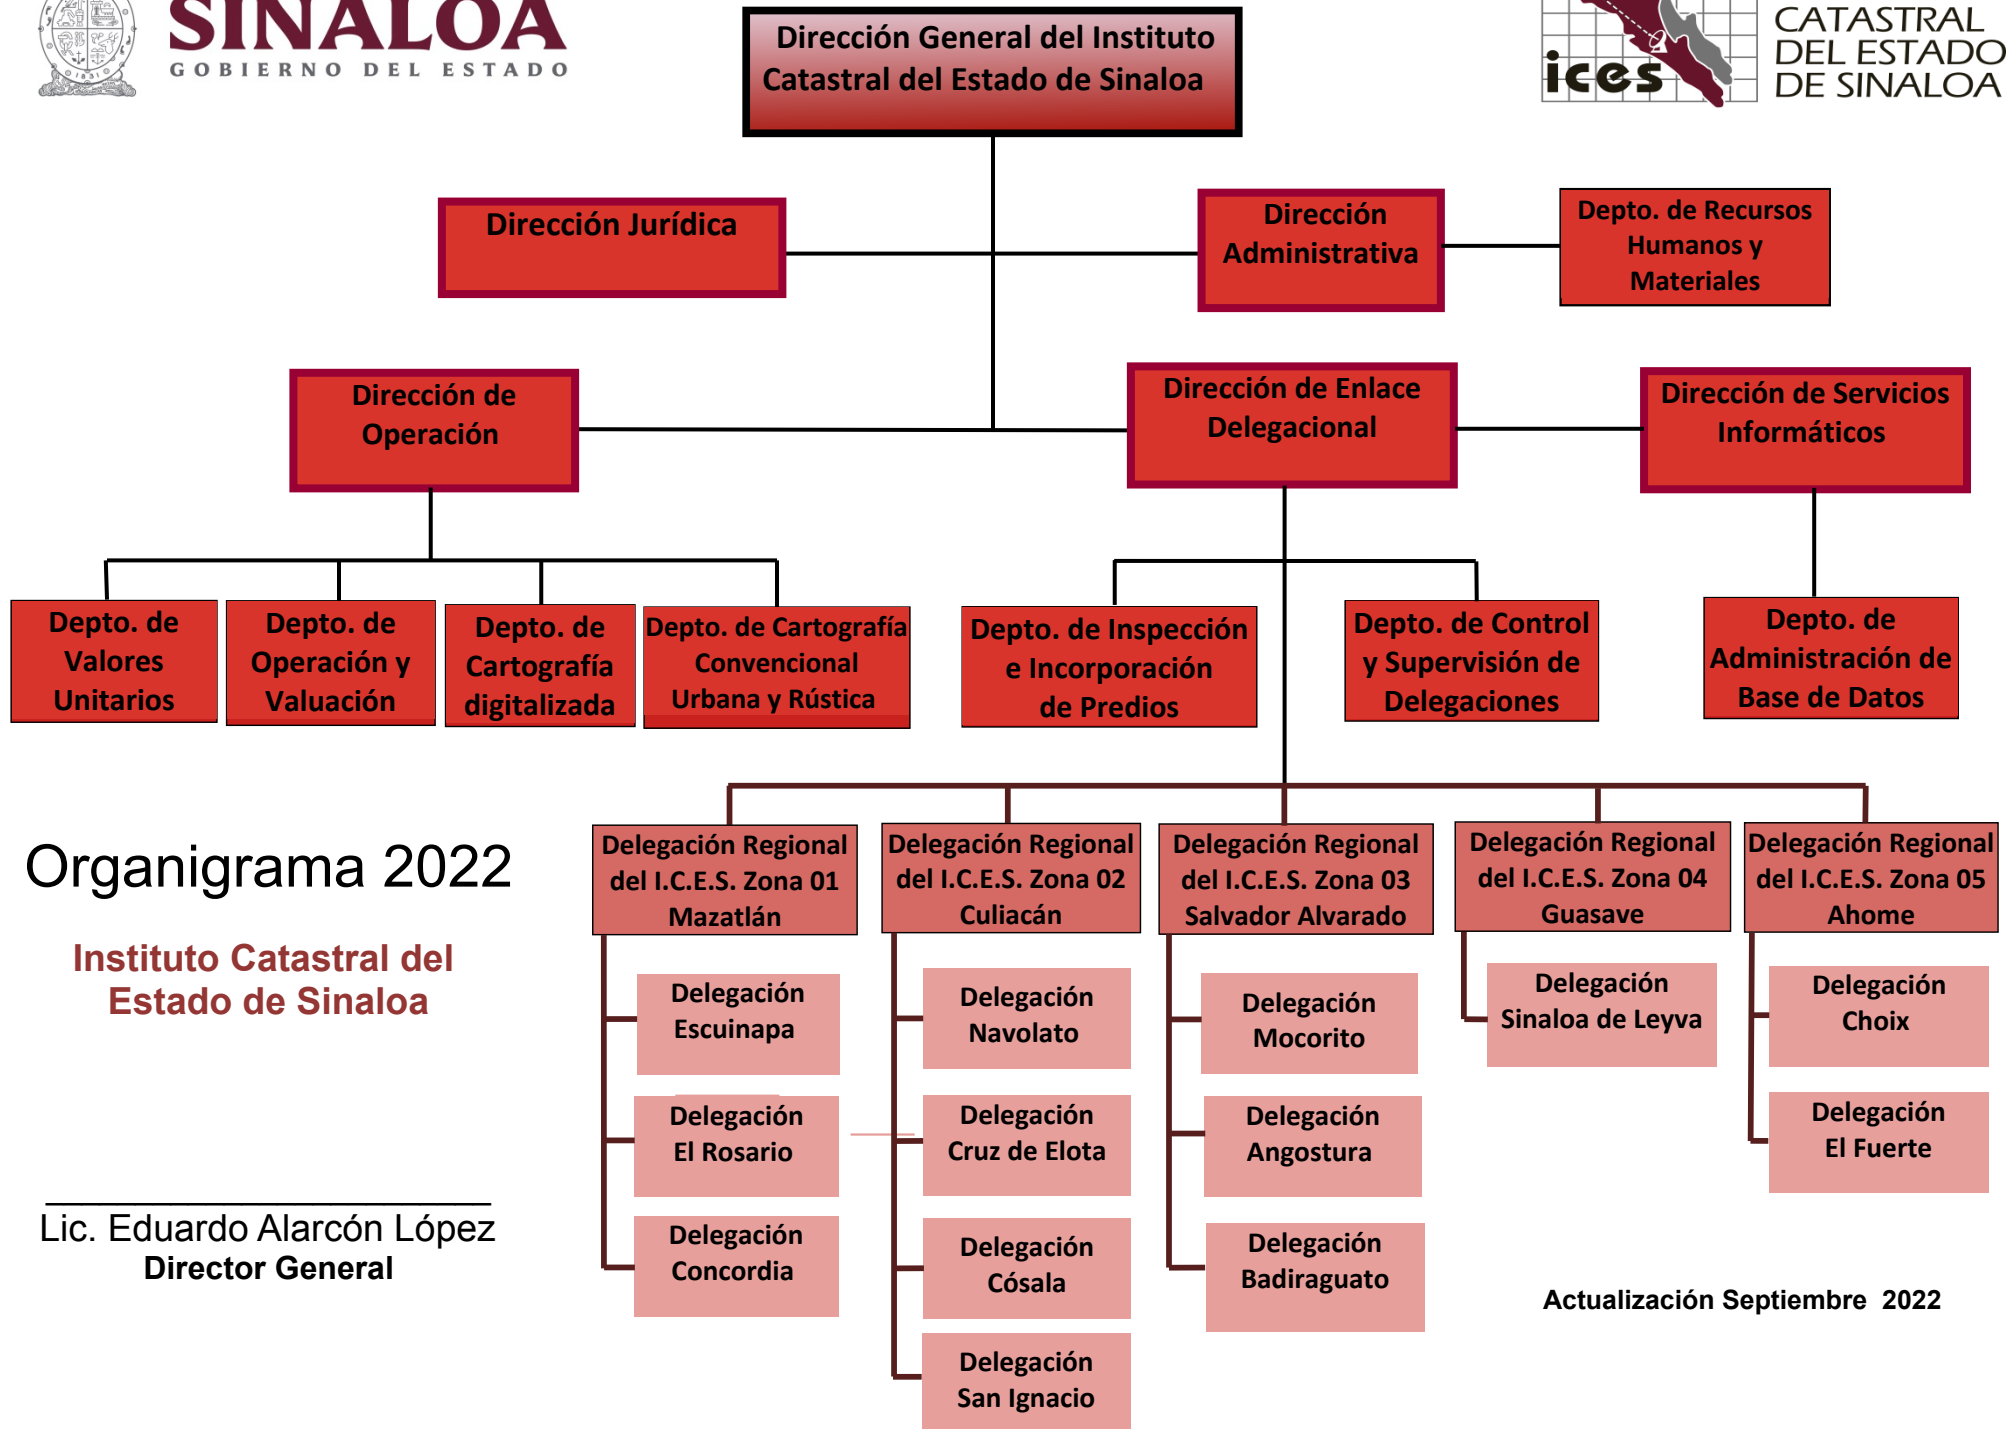 SINALOA
GOBIERNO DEL ESTADO
1831
Dirección General del Instituto
Catastral del Estado de Sinaloa
ices
CATASTRAL
DEL ESTADO
DE SINALOA
Dirección Jurídica
Dirección
Administrativa
Depto. de Recursos
Humanos y
Materiales
Dirección de
Operación
Dirección de Enlace
Delegacional
Dirección de Servicios
Informáticos
Depto. de
Valores
Unitarios
Depto. de
Operación y
Valuación
Depto. de
Cartografía
digitalizada
Depto. de Cartografía
Convencional
Urbana y Rústica
Depto. de Inspección
e Incorporación
de Predios
Depto. de Control
y Supervisión de
Delegaciones
Depto. de
Administración de
Base de Datos
Organigrama 2022
Instituto Catastral del
Estado de Sinaloa
Lic. Eduardo Alarcón López
Director General
Delegación Regional
del I.C.E.S. Zona 01
Mazatlán
Delegación
Escuinapa
Delegación
El Rosario
Delegación
Concordia
Delegación Regional
del I.C.E.S. Zona 02
Culiacán
Delegación
Navolato
Delegación
Cruz de Elota
Delegación
Cósala
Delegación
San Ignacio
Delegación Regional
del I.C.E.S. Zona 03
Salvador Alvarado
Delegación
Mocorito
Delegación
Angostura
Delegación
Badiraguato
Delegación Regional
del I.C.E.S. Zona 04
Guasave
Delegación
Sinaloa de Leyva
Delegación Regional
del I.C.E.S. Zona 05
Ahome
Delegación
Choix
Delegación
El Fuerte
Actualización Septiembre 2022